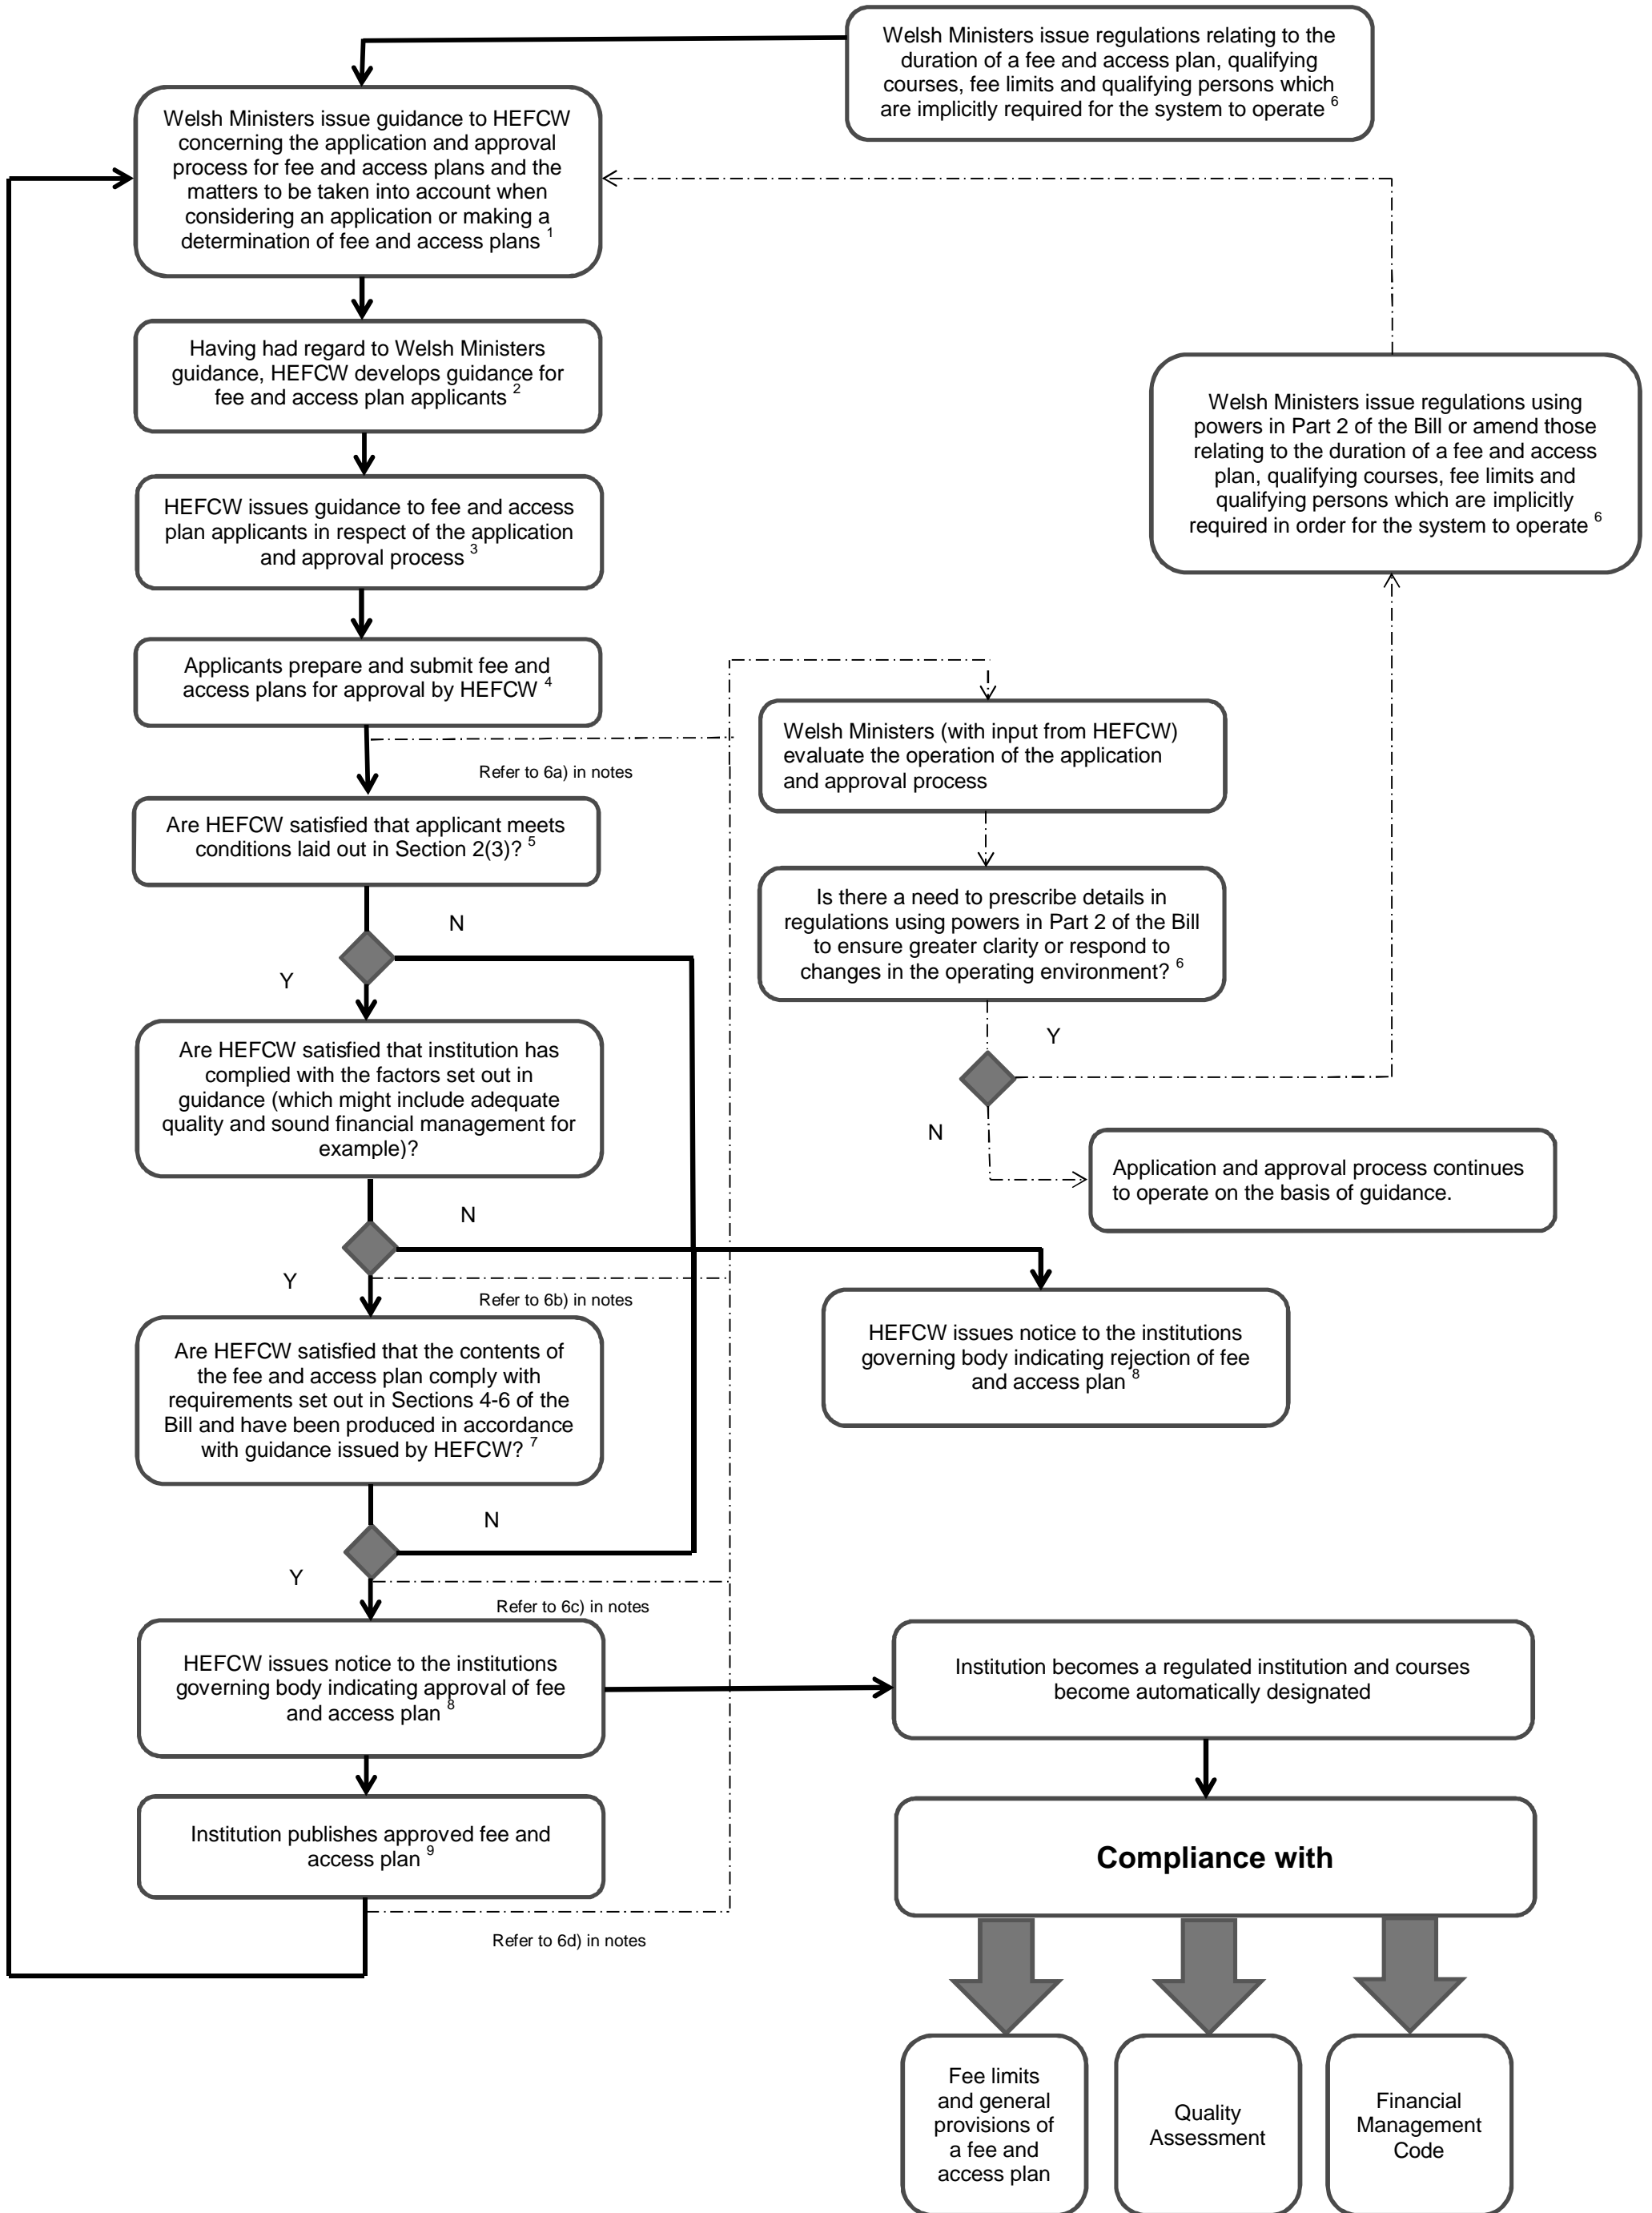 Welsh Ministers issue regulations relating to the
duration of a fee and access plan, qualifying
courses, fee limits and qualifying persons which
are implicitly required for the system to operate 6
Welsh Ministers issue guidance to HEFCW
concerning the application and approval
process for fee and access plans and the
matters to be taken into account when
considering an application or making a
determination of fee and access plans 1
Having had regard to Welsh Ministers
guidance, HEFCW develops guidance for
fee and access plan applicants 2
Welsh Ministers issue regulations using
powers in Part 2 of the Bill or amend those
relating to the duration of a fee and access
plan, qualifying courses, fee limits and
qualifying persons which are implicitly
required in order for the system to operate 6
HEFCW issues guidance to fee and access
plan applicants in respect of the application
and approval process 3
Applicants prepare and submit fee and
access plans for approval by HEFCW 4
Welsh Ministers (with input from HEFCW)
evaluate the operation of the application
and approval process
Refer to 6a) in notes
Are HEFCW satisfied that applicant meets
conditions laid out in Section 2(3)? 5
Is there a need to prescribe details in
regulations using powers in Part 2 of the Bill
to ensure greater clarity or respond to
changes in the operating environment? 6
N
Y
Y
N
Are HEFCW satisfied that institution has
complied with the factors set out in
guidance (which might include adequate
quality and sound financial management for
example)?
Application and approval process continues
to operate on the basis of guidance.
N
Y
Refer to 6b) in notes
HEFCW issues notice to the institutions
governing body indicating rejection of fee
and access plan 8
Are HEFCW satisfied that the contents of
the fee and access plan comply with
requirements set out in Sections 4-6 of the
Bill and have been produced in accordance
with guidance issued by HEFCW? 7
N
Y
Refer to 6c) in notes
HEFCW issues notice to the institutions
governing body indicating approval of fee
and access plan 8
Institution becomes a regulated institution and courses
become automatically designated
Institution publishes approved fee and
access plan 9
Compliance with
Refer to 6d) in notes
Fee limits
and general
provisions of
a fee and
access plan
Quality
Assessment
Financial
Management
Code